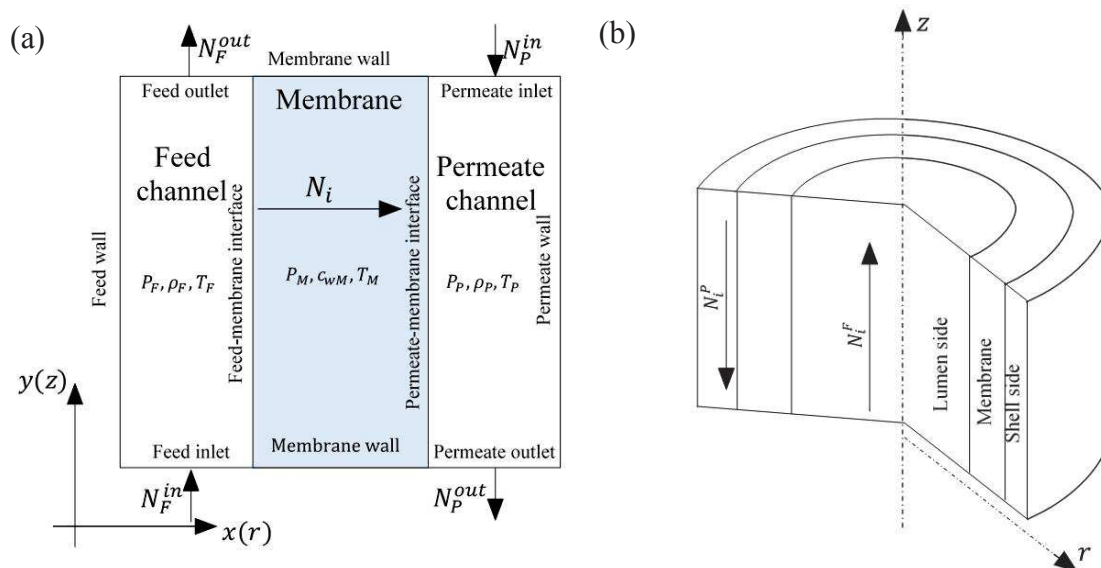 (a)
N_F^{out}
N_P^{in}
Membrane wall
Feed outlet
Membrane
Permeate inlet
Feed
channel
Permeate
channel
N_i
Feed wall
Feed-membrane interface
Permeate-membrane interface
Permeate wall
P_F, ρ_F, T_F
P_M, c_{wM}, T_M
P_P, ρ_P, T_P
y(z)
Feed inlet
Membrane wall
Permeate outlet
N_F^{in}
N_P^{out}
x(r)
(b)
z
N_i^P
N_i^F
Lumen side
Membrane
Shell side
r